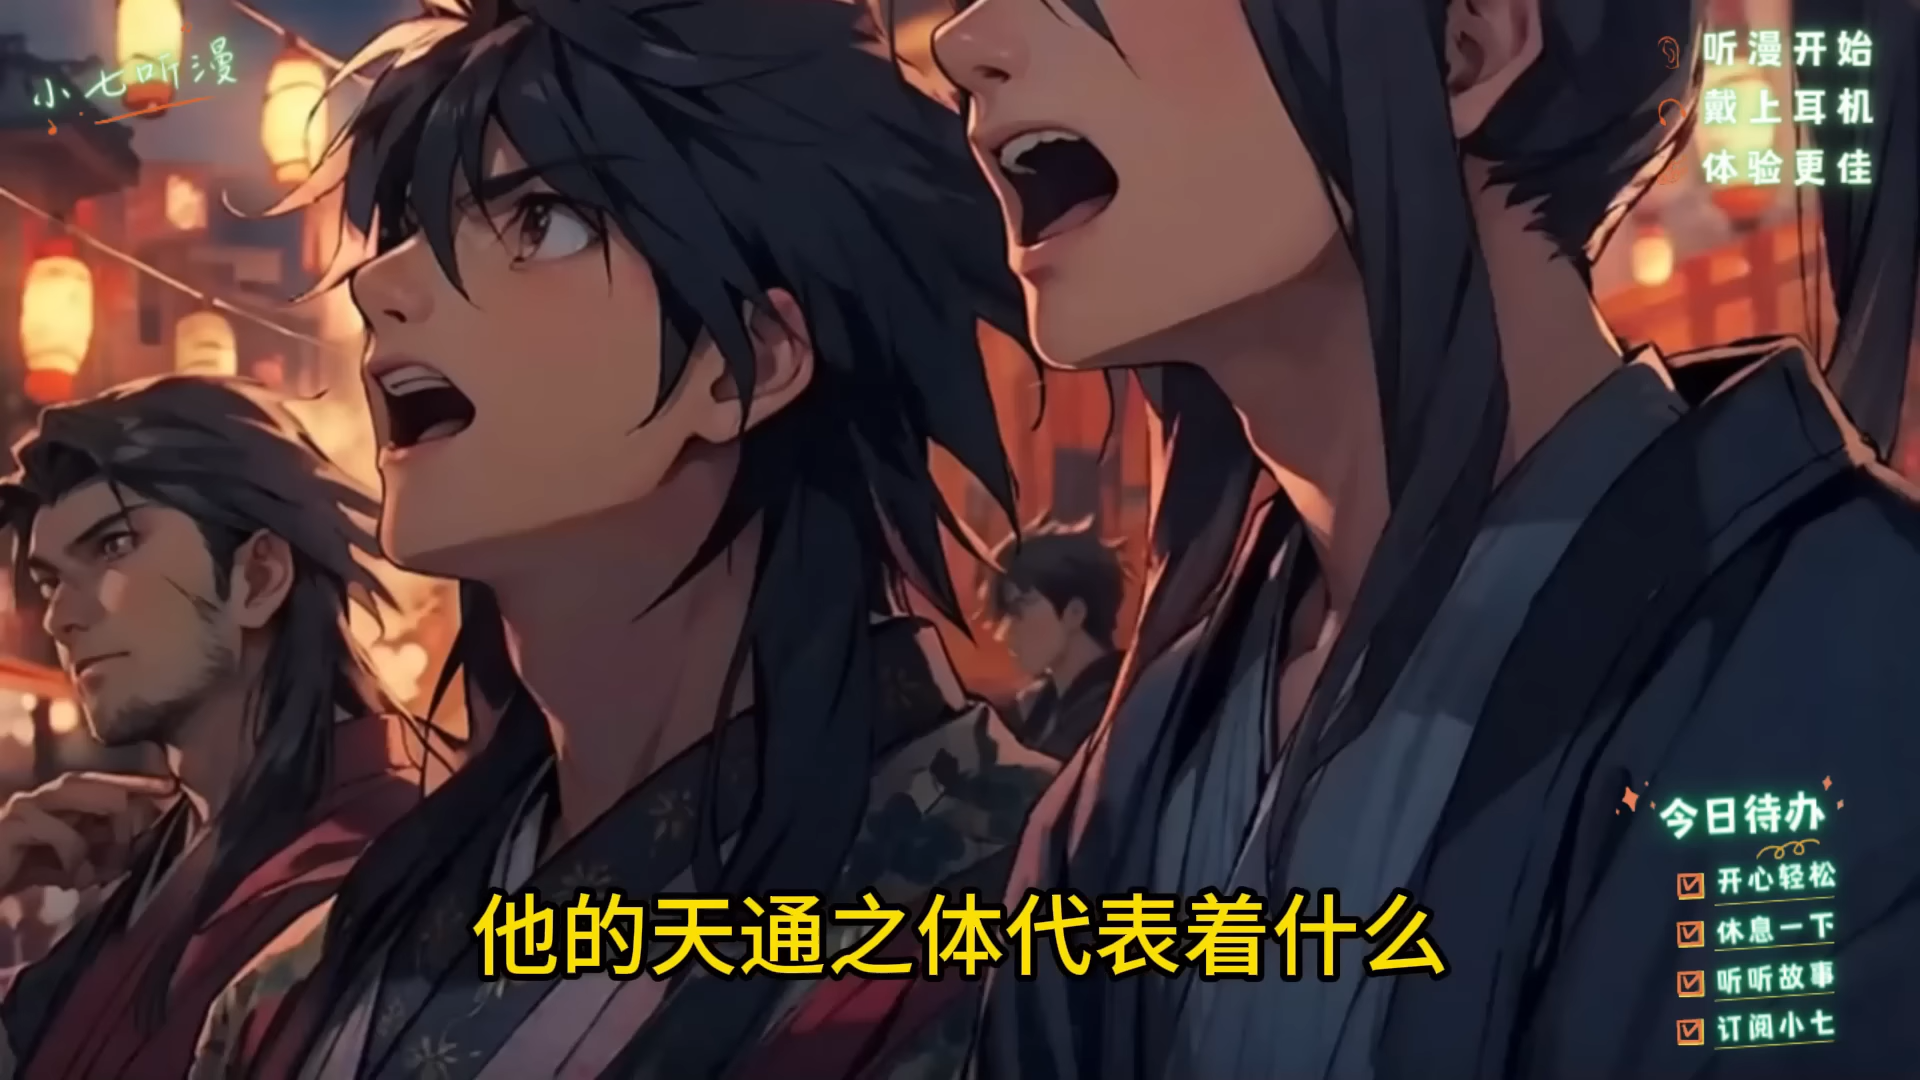 小七听漫
听漫开始
戴上耳机
体验更佳
今日待办
开心轻松
休息一下
听听故事
订阅小七
他的天通之体代表着什么